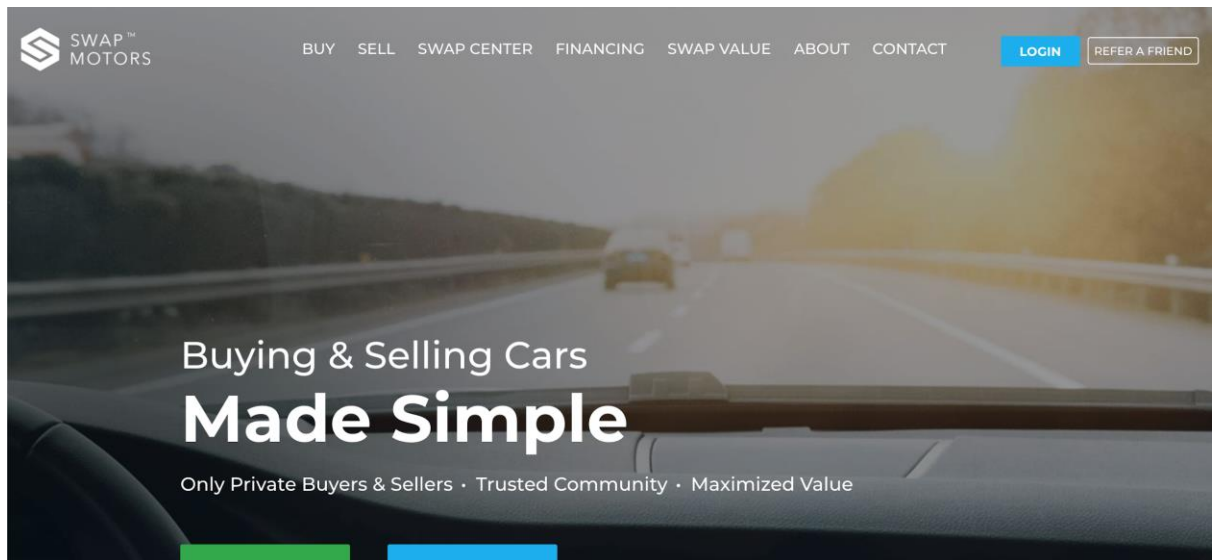 SWAP™
MOTORS
BUY SELL SWAP CENTER FINANCING SWAP VALUE ABOUT CONTACT LOGIN REFER A FRIEND
Buying & Selling Cars
Made Simple
Only Private Buyers & Sellers • Trusted Community • Maximized Value